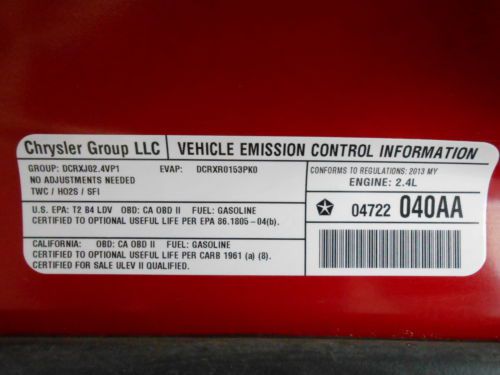 Chrysler Group LLC VEHICLE EMISSION CONTROL INFORMATION
GROUP: DCRXJ02.4VP1 EVAP: DCRXR0153PK0
NO ADJUSTMENTS NEEDED
TWC / HO2S / SFI
CONFORMS TO REGULATIONS: 2013 MY
ENGINE: 2.4L
U.S. EPA: T2 B4 LDV OBD: CA OBD II FUEL: GASOLINE
CERTIFIED TO OPTIONAL USEFUL LIFE PER EPA 86.1805-04(b).
04722 040AA
CALIFORNIA: OBD: CA OBD II FUEL: GASOLINE
CERTIFIED TO OPTIONAL USEFUL LIFE PER CARB 1961 (a) (8).
CERTIFIED FOR SALE ULEV II QUALIFIED.